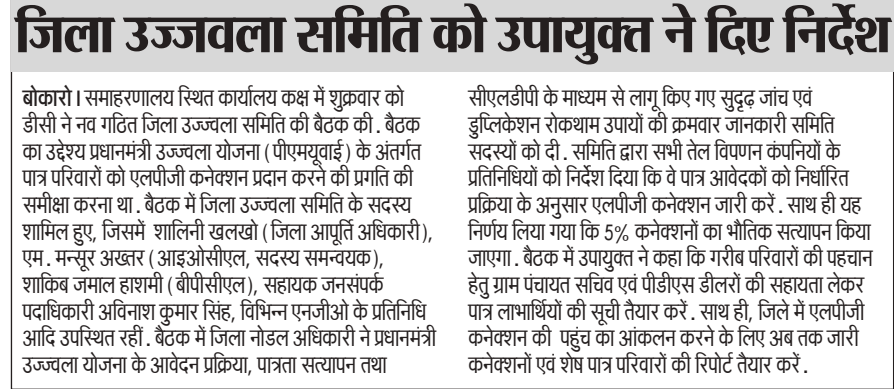 जिला उज्जवला समिति को उपायुक्त ने दिए निर्देश
बोकारो। समाहरणालय स्थित कार्यालय कक्ष में शुक्रवार को
डीसी ने नव गठित जिला उज्ज्वला समिति की बैठक की. बैठक
का उद्देश्य प्रधानमंत्री उज्ज्वला योजना (पीएमयूवाई) के अंतर्गत
पात्र परिवारों को एलपीजी कनेक्शन प्रदान करने की प्रगति की
समीक्षा करना था. बैठक में जिला उज्ज्वला समिति के सदस्य
शामिल हुए, जिसमें शालिनी खलखो (जिला आपूर्ति अधिकारी),
एम. मन्सूर अख्तर (आइओसीएल, सदस्य समन्वयक),
शाकिब जमाल हाशमी (बीपीसीएल), सहायक जनसंपर्क
पदाधिकारी अविनाश कुमार सिंह, विभिन्न एनजीओ के प्रतिनिधि
आदि उपस्थित रहीं. बैठक में जिला नोडल अधिकारी ने प्रधानमंत्री
उज्ज्वला योजना के आवेदन प्रक्रिया, पात्रता सत्यापन तथा
सीएलडीपी के माध्यम से लागू किए गए सुदृढ़ जांच एवं
डुप्लिकेशन रोकथाम उपायों की क्रमवार जानकारी समिति
सदस्यों को दी. समिति द्वारा सभी तेल विपणन कंपनियों के
प्रतिनिधियों को निर्देश दिया कि वे पात्र आवेदकों को निर्धारित
प्रक्रिया के अनुसार एलपीजी कनेक्शन जारी करें. साथ ही यह
निर्णय लिया गया कि 5% कनेक्शनों का भौतिक सत्यापन किया
जाएगा. बैठक में उपायुक्त ने कहा कि गरीब परिवारों की पहचान
हेतु ग्राम पंचायत सचिव एवं पीडीएस डीलरों की सहायता लेकर
पात्र लाभार्थियों की सूची तैयार करें. साथ ही, जिले में एलपीजी
कनेक्शन की पहुंच का आंकलन करने के लिए अब तक जारी
कनेक्शनों एवं शेष पात्र परिवारों की रिपोर्ट तैयार करें.